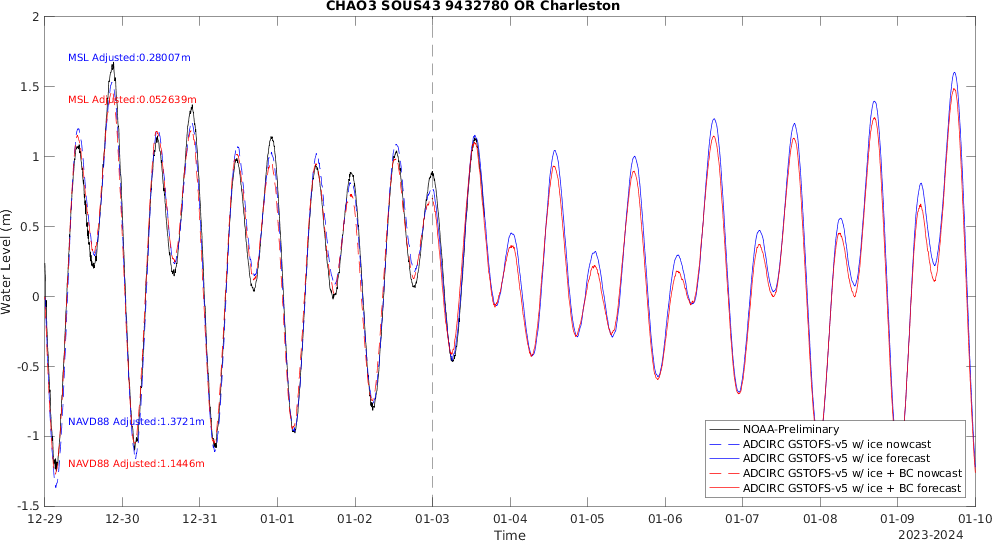 CHAO3 SOUS43 9432780 OR Charleston
2
1.5
1
0.5
0
-0.5
-1
-1.5
Water Level (m)
MSL Adjusted:0.28007m
MSL Adjusted:0.052639m
NAVD88 Adjusted:1.3721m
NAVD88 Adjusted:1.1446m
NOAA-Preliminary
ADCIRC GSTOFS-v5 w/ ice nowcast
ADCIRC GSTOFS-v5 w/ ice forecast
ADCIRC GSTOFS-v5 w/ ice + BC nowcast
ADCIRC GSTOFS-v5 w/ ice + BC forecast
12-29 12-30 12-31 01-01 01-02 01-03 01-04 01-05 01-06 01-07 01-08 01-09 01-10
Time
2023-2024